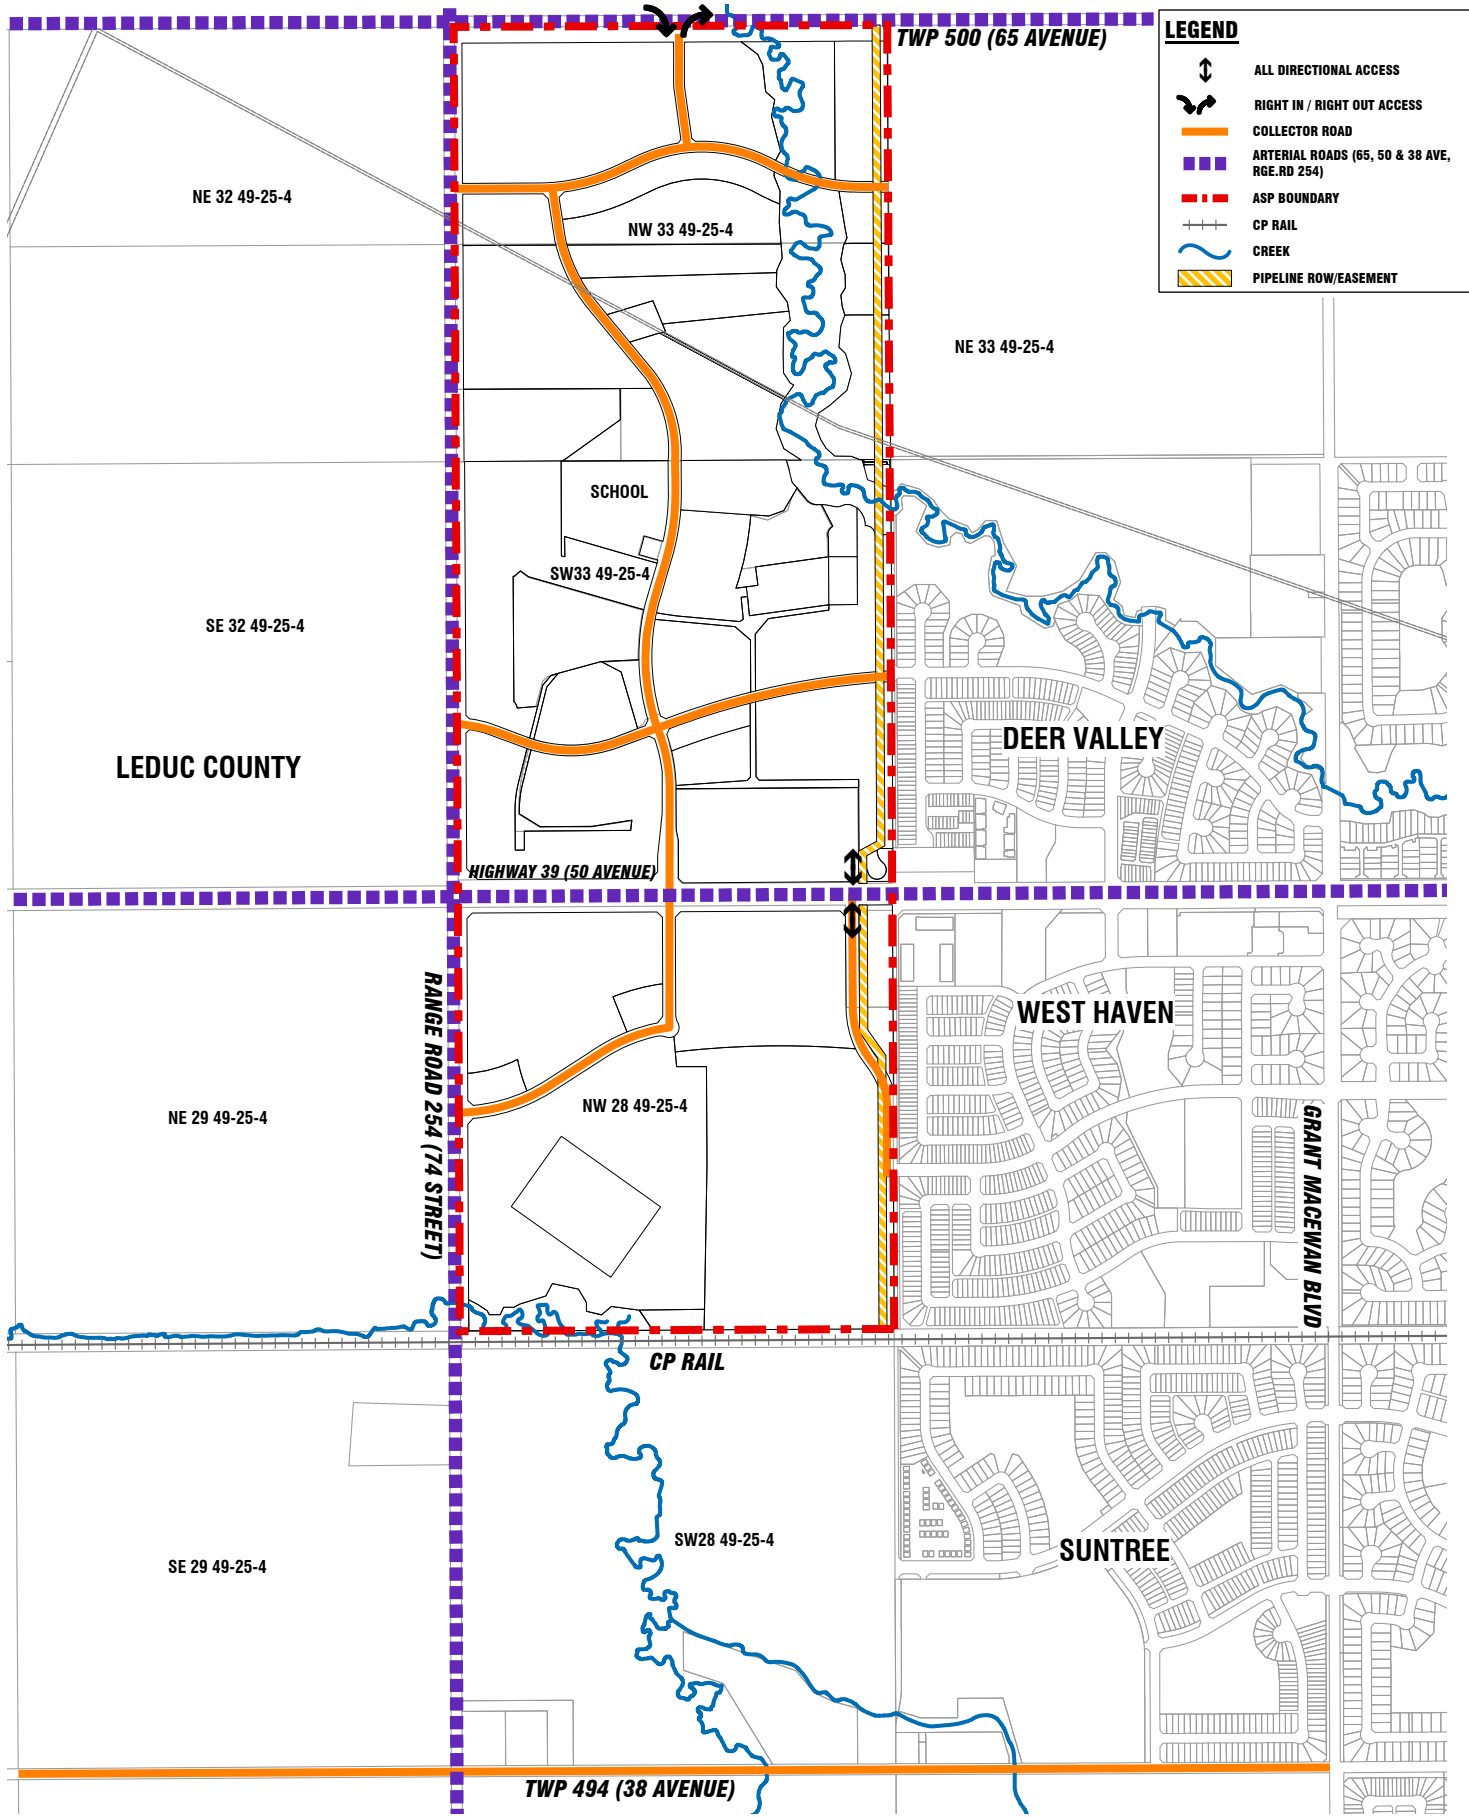 TWP 500 (65 AVENUE)
LEGEND
ALL DIRECTIONAL ACCESS
RIGHT IN / RIGHT OUT ACCESS
COLLECTOR ROAD
ARTERIAL ROADS (65, 50 & 38 AVE,
RGE.RD 254)
ASP BOUNDARY
CP RAIL
CREEK
PIPELINE ROW/EASEMENT
NE 32 49-25-4
NW 33 49-25-4
NE 33 49-25-4
SCHOOL
SW33 49-25-4
SE 32 49-25-4
DEER VALLEY
LEDUC COUNTY
HIGHWAY 39 (50 AVENUE)
RANGE ROAD 254 (74 STREET)
WEST HAVEN
NE 29 49-25-4
NW 28 49-25-4
GRANT MACEWAN BLVD
CP RAIL
SW28 49-25-4
SUNTREE
SE 29 49-25-4
TWP 494 (38 AVENUE)